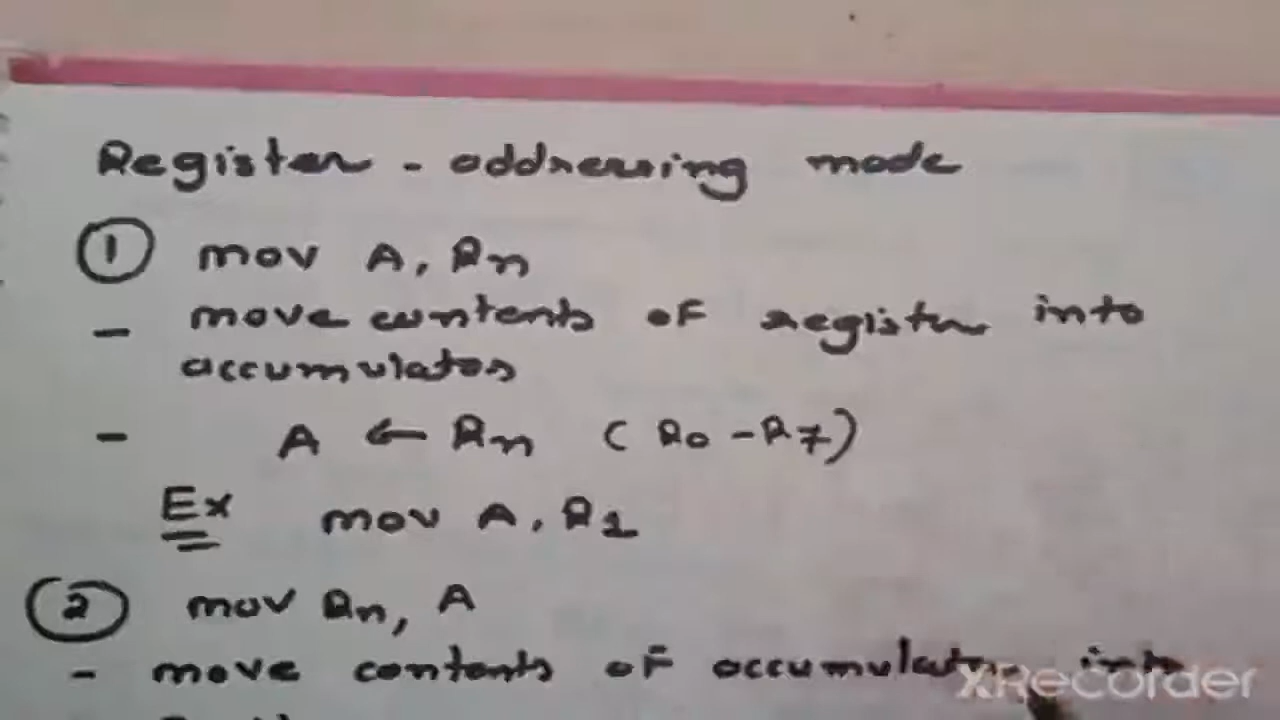 Register - addressing mode
① mov A, Rn
- move contents of register into
accumulator
- A ← Rn (R0 - R7)
Ex mov A, R1
② mov Rn, A
- move contents of accumulator into
XRecorder